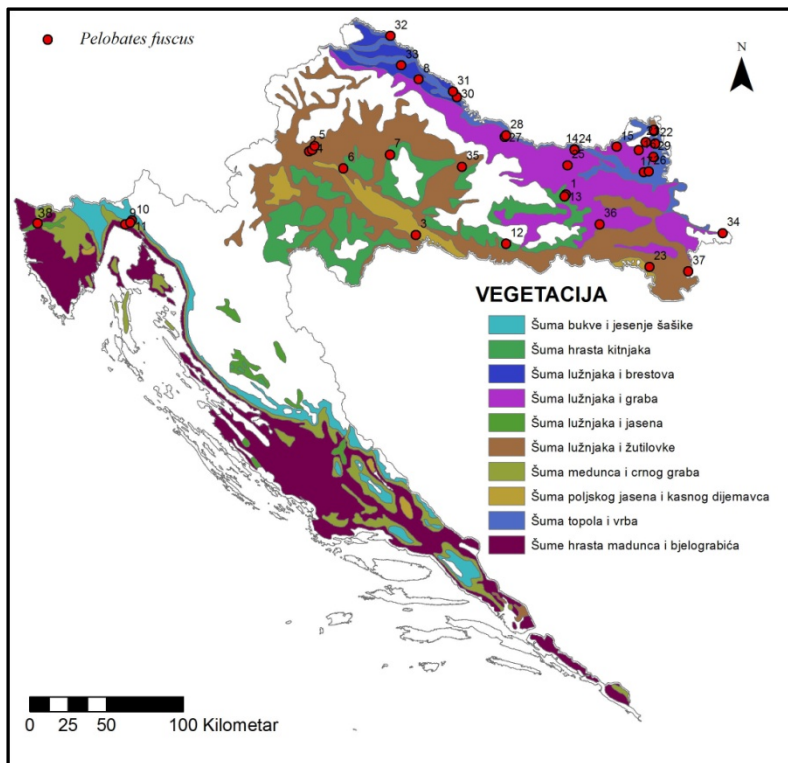 Pelobates fuscus
N
32
33
8
31
30
28
27
5
2
4
7
6
35
14 24
15
22
29
26
17
25
1
13
36
34
3
12
23
37
38
9
10
11
VEGETACIJA
Šuma bukve i jesenje šašike
Šuma hrasta kitnjaka
Šuma lužnjaka i brestova
Šuma lužnjaka i graba
Šuma lužnjaka i jasena
Šuma lužnjaka i žutilovke
Šuma medunca i crnog graba
Šuma poljskog jasena i kasnog dijemavca
Šuma topola i vrba
Šume hrasta madunca i bjelograbića
0 25 50 100 Kilometar